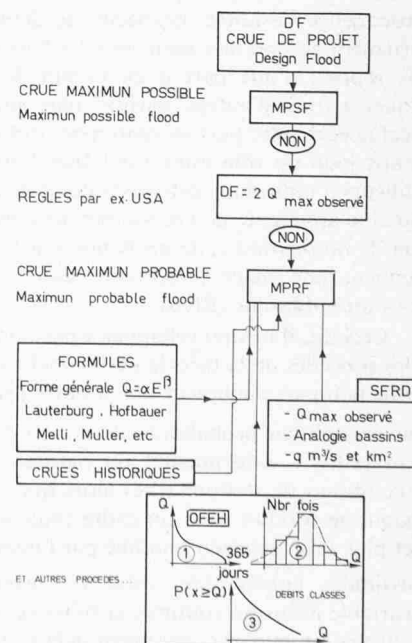 DF
CRUE DE PROJET
Design Flood
CRUE MAXIMUN POSSIBLE
Maximun possible flood
MPSF
NON
REGLES par ex·USA
DF=2 Q max observé
NON
CRUE MAXIMUN PROBABLE
Maximun probable flood
MPRF
FORMULES
Forme générale Q=αE^β
Lauterburg , Hofbauer
Melli , Muller, etc
SFRD
- Q max observé
- Analogie bassins
- q m³/s et km²
CRUES HISTORIQUES
Q
OFEH
Nbr fois
1
365
jours
2
Q
ET AUTRES PROCEDES
P(x≥Q)
DEBITS CLASSES
3
Q